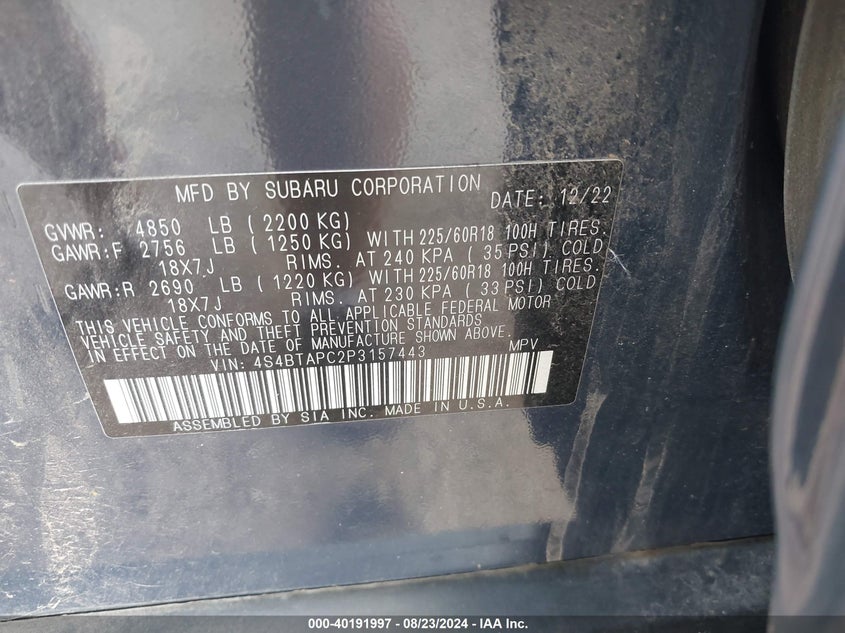 MFD BY SUBARU CORPORATION DATE: 12/22
GVWR: 4850 LB (2200 KG)
GAWR:F 2756 LB (1250 KG) WITH 225/60R18 100H TIRES.
18X7J RIMS. AT 240 KPA (35 PSI) COLD
GAWR:R 2690 LB (1220 KG) WITH 225/60R18 100H TIRES.
18X7J RIMS. AT 230 KPA (33 PSI) COLD
THIS VEHICLE CONFORMS TO ALL APPLICABLE FEDERAL MOTOR
VEHICLE SAFETY AND THEFT PREVENTION STANDARDS
IN EFFECT ON THE DATE OF MANUFACTURE SHOWN ABOVE.
VIN: 4S4BTAPC2P3157443 MPV
ASSEMBLED BY SIA INC. MADE IN U.S.A.
000-40191997 - 08/23/2024 - IAA Inc.